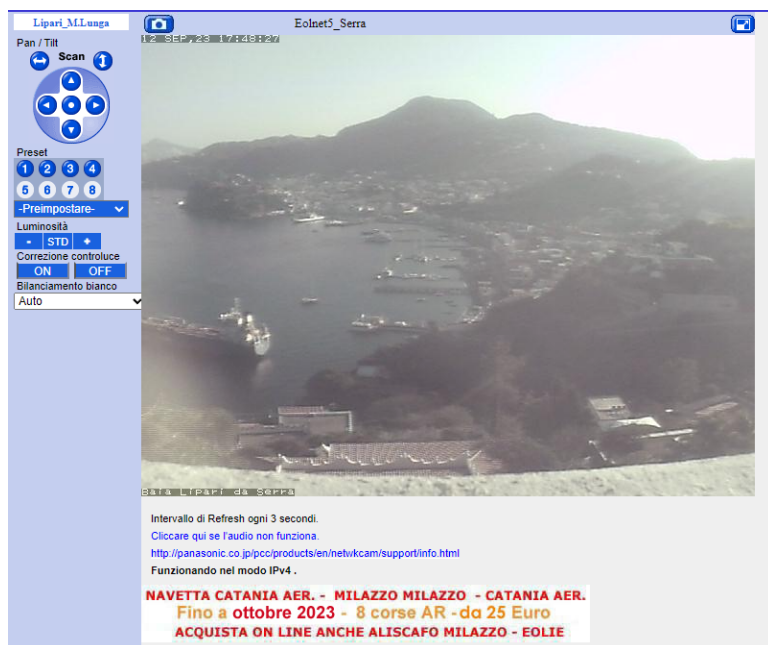 Lipari_M.Lunga
Eolnet5_Serra
Pan / Tilt
Scan
12 SEP,23 17:48:27
Preset
1 2 3 4
5 6 7 8
-Preimpostare-
Luminosità
- STD +
Correzione controluce
ON OFF
Bilanciamento bianco
Auto
Baia Lipari da Serra
Intervallo di Refresh ogni 3 secondi.
Cliccare qui se l'audio non funziona.
http://panasonic.co.jp/pcc/products/en/netwkcam/support/info.html
Funzionando nel modo IPv4 .
NAVETTA CATANIA AER. - MILAZZO MILAZZO - CATANIA AER.
Fino a ottobre 2023 - 8 corse AR - da 25 Euro
ACQUISTA ON LINE ANCHE ALISCAFO MILAZZO - EOLIE